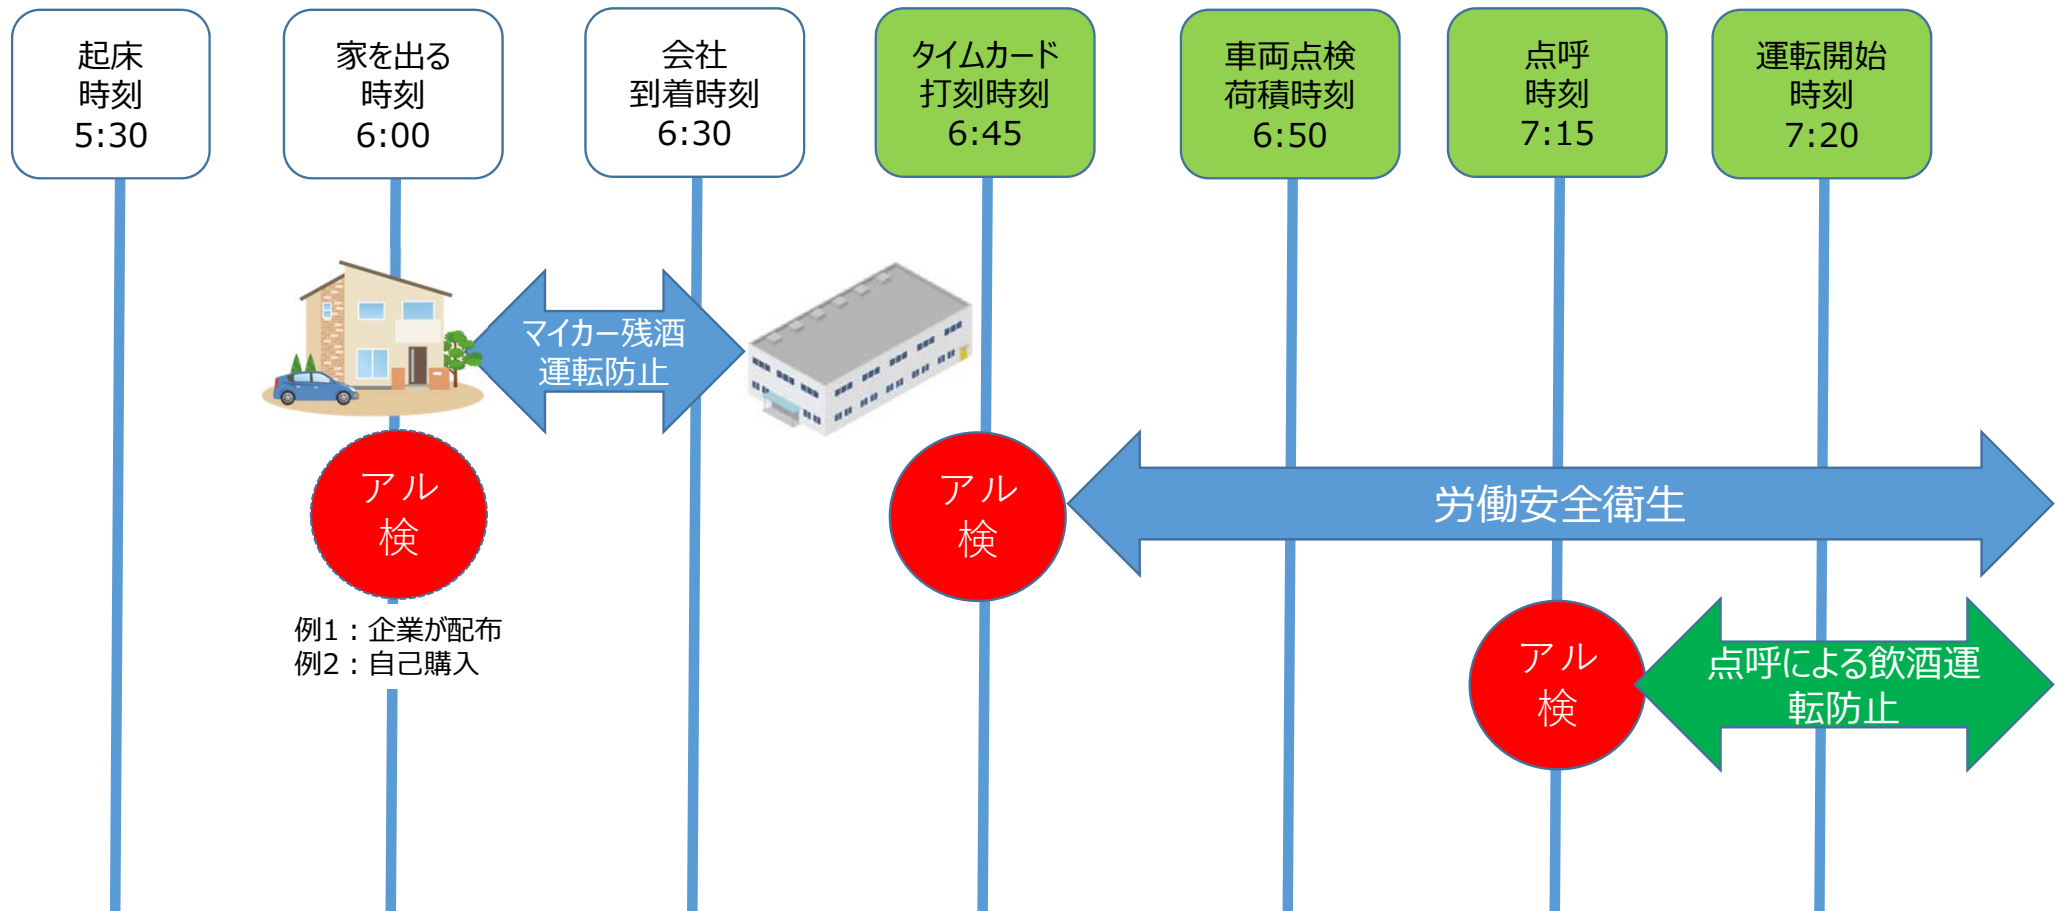 起床
時刻
5:30
家を出る
時刻
6:00
会社
到着時刻
6:30
タイムカード
打刻時刻
6:45
車両点検
荷積時刻
6:50
点呼
時刻
7:15
運転開始
時刻
7:20
マイカー残酒
運転防止
アル
検
例1：企業が配布
例2：自己購入
アル
検
労働安全衛生
アル
検
点呼による飲酒運
転防止